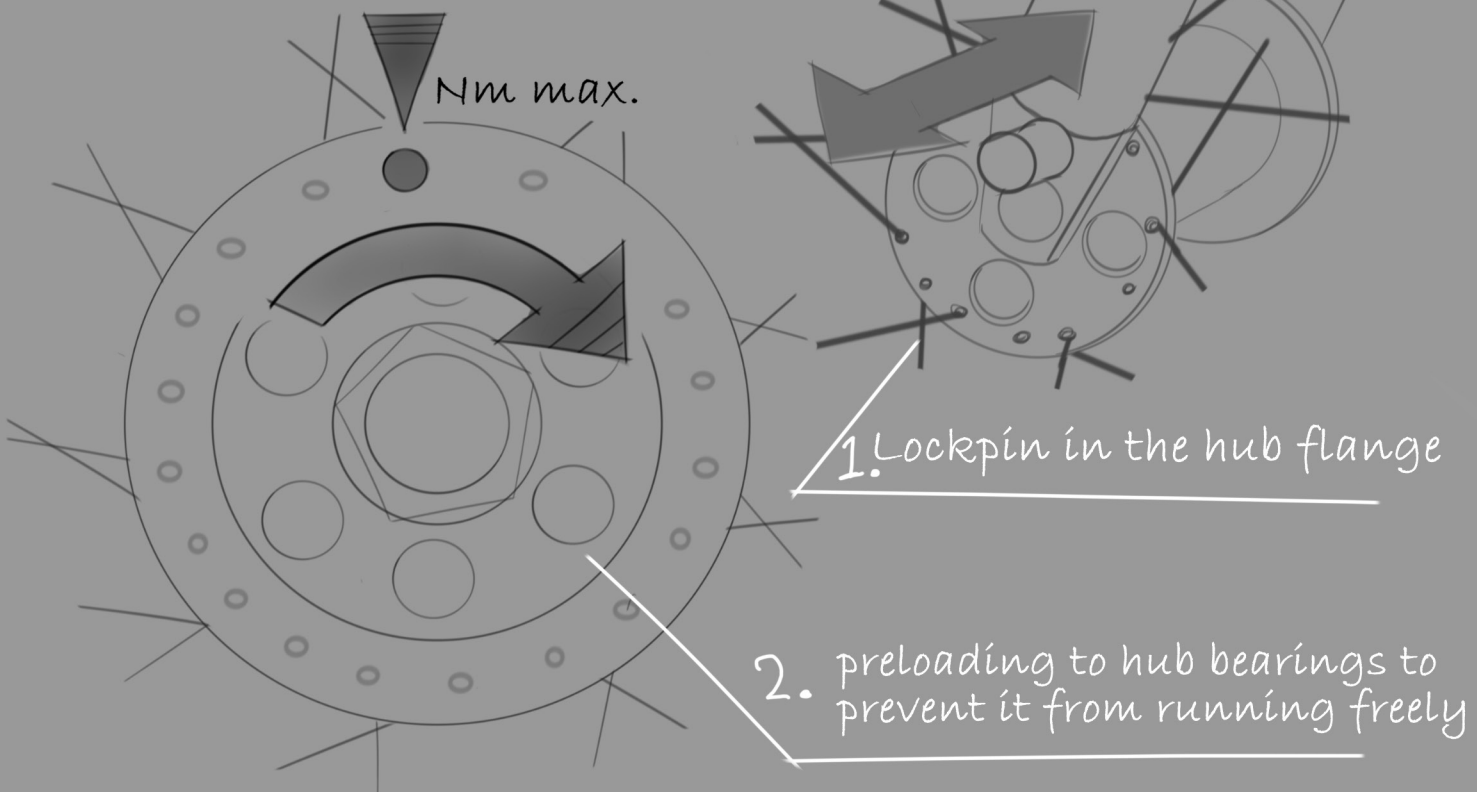 Nm max.
1. Lockpin in the hub flange
2. preloading to hub bearings to
prevent it from running freely